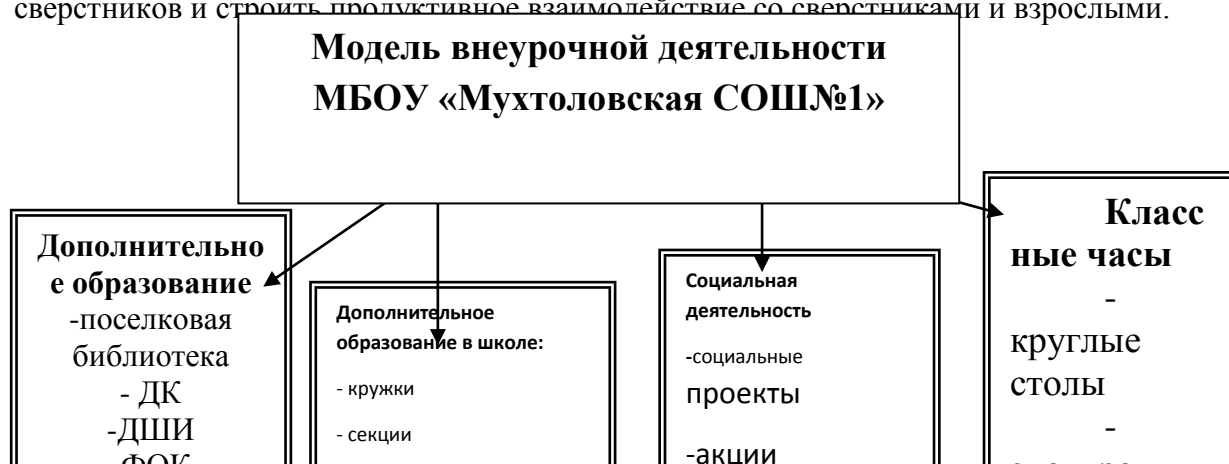 сверстников и строить продуктивное взаимодействие со сверстниками и взрослыми.
Модель внеурочной деятельности
МБОУ «Мухтоловская СОШ№1»
Дополнительно
е образование
-поселковая
библиотека
- ДК
-ДШИ
ФОК
Дополнительное
образование в школе:
- кружки
- секции
Социальная
деятельность
-социальные
проекты
-акции
Класс
ные часы
-
круглые
столы
-